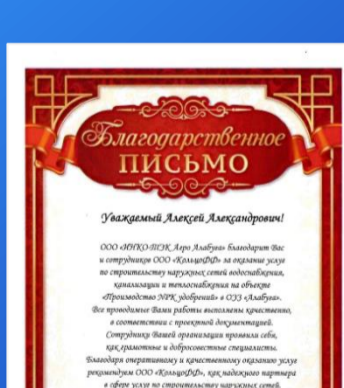 Благодарственное
ПИСЬМО
Уважаемый Алексей Александрович!
ООО «ИНКО-ТЭК Агро Алабуга» благодарит Вас
и сотрудников ООО «КольцоФФ» за оказание услуг
по строительству наружных сетей водоснабжения,
канализации и теплоснабжения на объекте
«Производство NPK удобрений» в ОЭЗ «Алабуга».
Все проводимые Вами работы выполнены качественно,
в соответствии с проектной документацией.
Сотрудники Вашей организации проявили себя,
как грамотные и добросовестные специалисты.
Благодаря оперативному и качественному оказанию услуг
рекомендуем ООО «КольцоФФ», как надежного партнера
в сфере услуг по строительству наружных сетей.